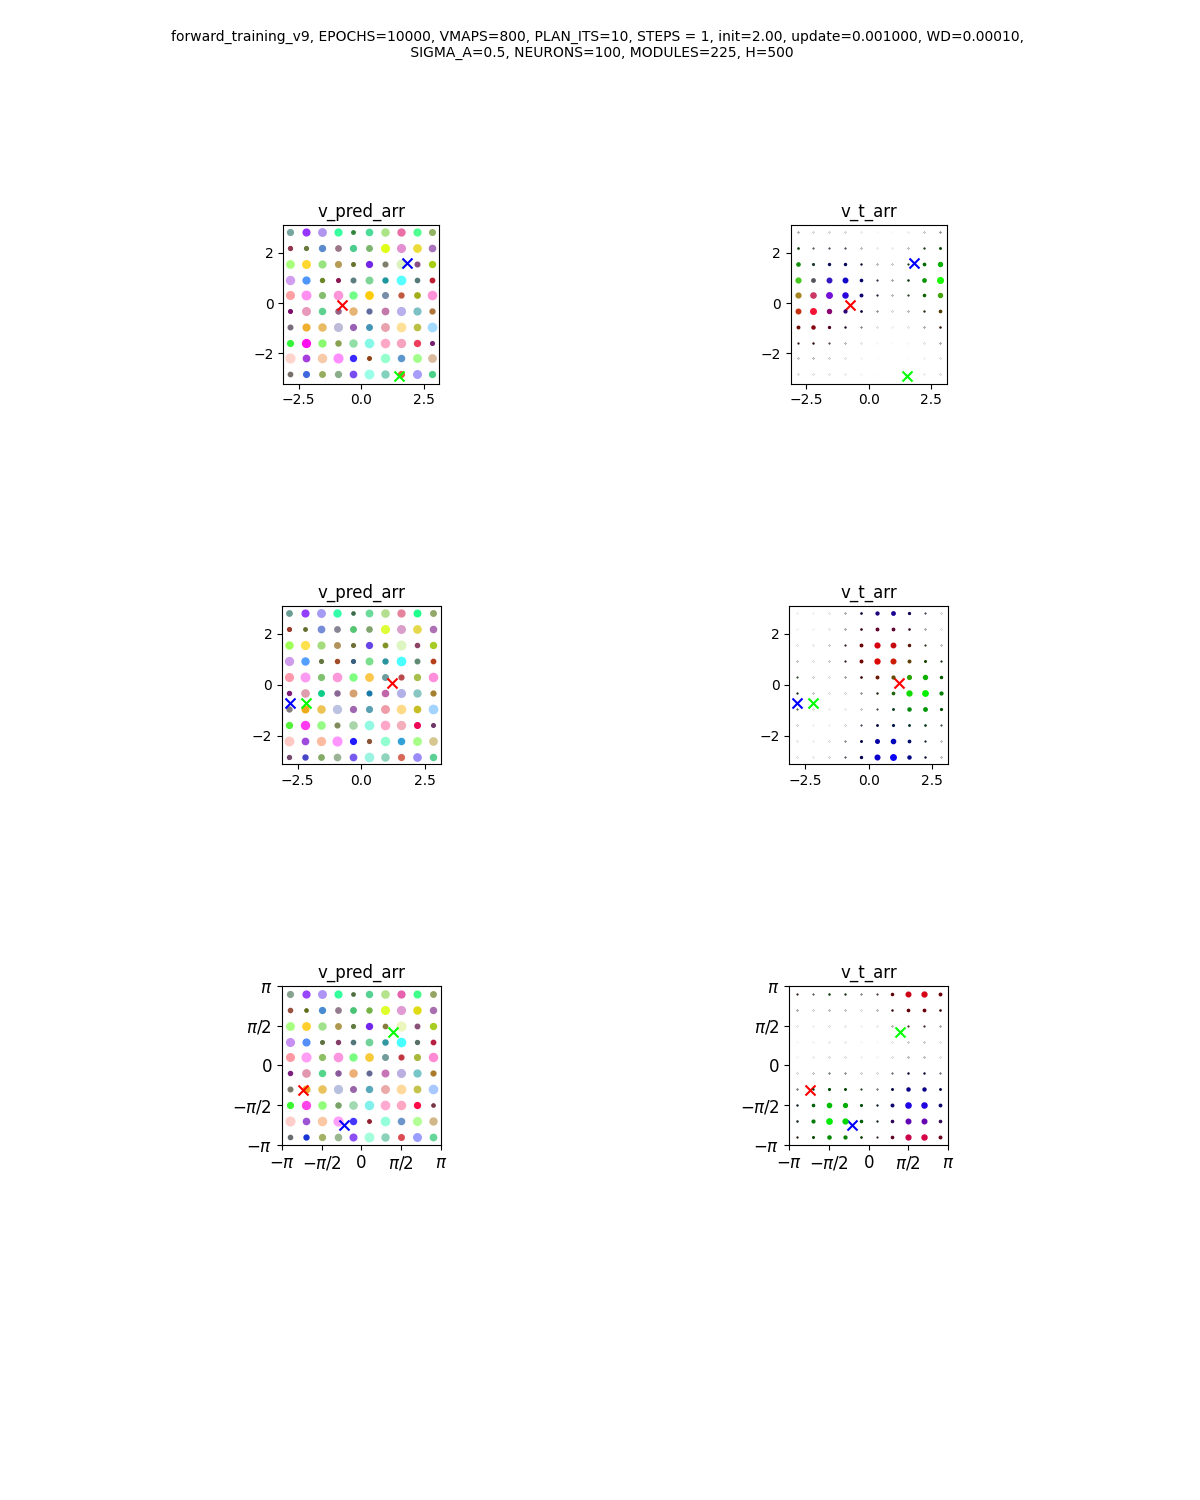 forward_training_v9, EPOCHS=10000, VMAPS=800, PLAN_ITS=10, STEPS = 1, init=2.00, update=0.001000, WD=0.00010,
SIGMA_A=0.5, NEURONS=100, MODULES=225, H=500
v_pred_arr v_t_arr
2 2
0 0
−2 −2
−2.5 0.0 2.5 −2.5 0.0 2.5
v_pred_arr v_t_arr
2 2
0 0
−2 −2
−2.5 0.0 2.5 −2.5 0.0 2.5
v_pred_arr v_t_arr
π π
π/2 π/2
0 0
−π/2 −π/2
−π −π
−π −π/2 0 π/2 π −π −π/2 0 π/2 π